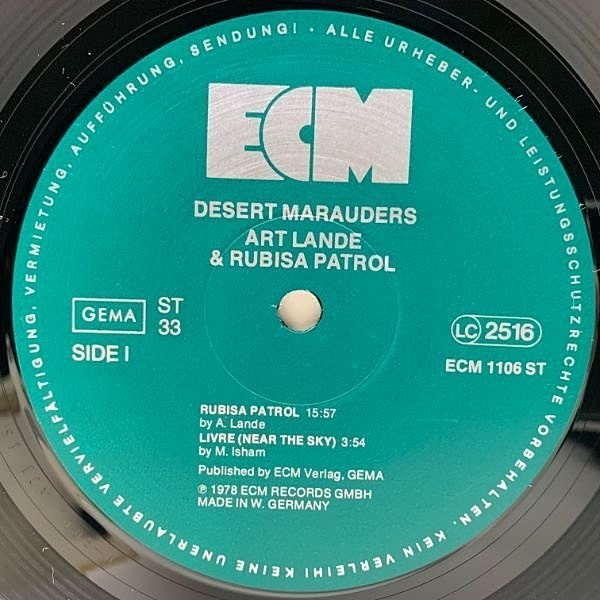 ALLE URHEBER- UND LEISTUNGSSCHUTZRECHTE VORBEHALTEN. KEIN VERLEIH! KEINE UNERLAUBTE VERVIELFÄLTIGUNG, VERMIETUNG, AUFFÜHRUNG, SENDUNG! ·
ECM
DESERT MARAUDERS
ART LANDE
& RUBISA PATROL
GEMA
ST
33
SIDE I
LC 2516
ECM 1106 ST
RUBISA PATROL 15:57
by A. Lande
LIVRE (NEAR THE SKY) 3:54
by M. Isham
Published by ECM Verlag, GEMA
℗ 1978 ECM RECORDS GMBH
MADE IN W. GERMANY